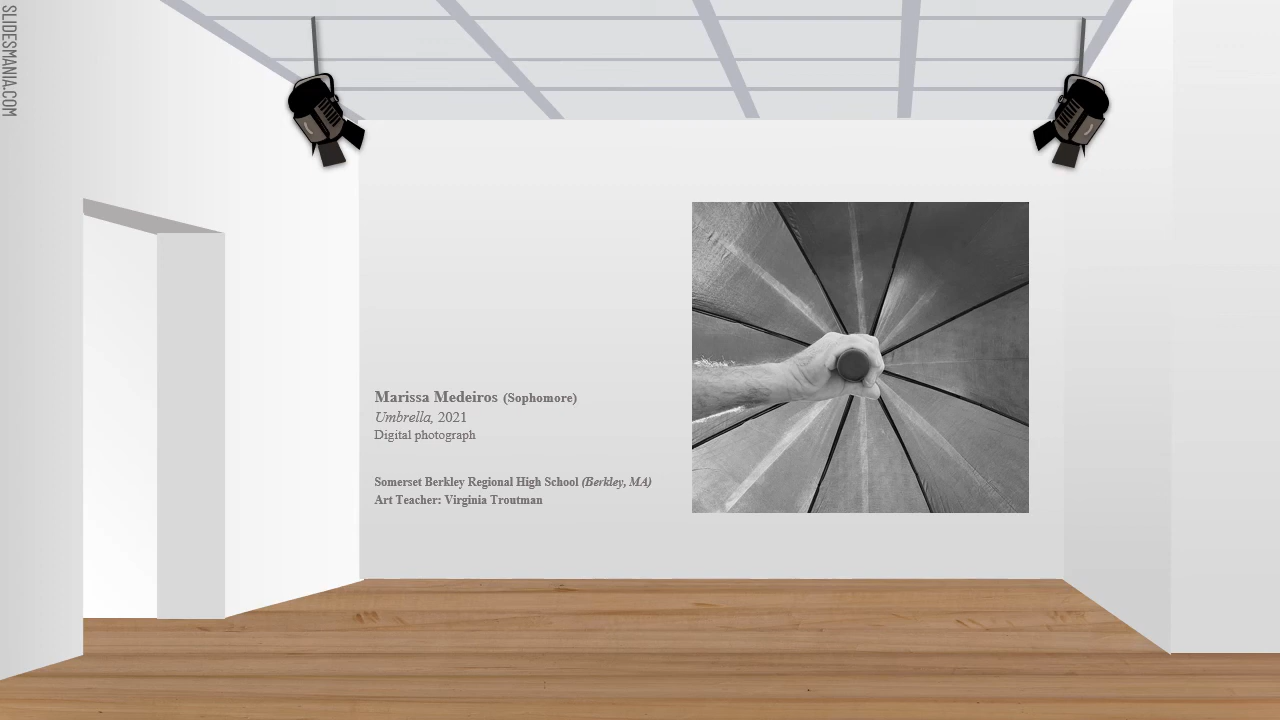 SLIDESMANIA.COM
Marissa Medeiros (Sophomore)
Umbrella, 2021
Digital photograph
Somerset Berkley Regional High School (Berkley, MA)
Art Teacher: Virginia Troutman